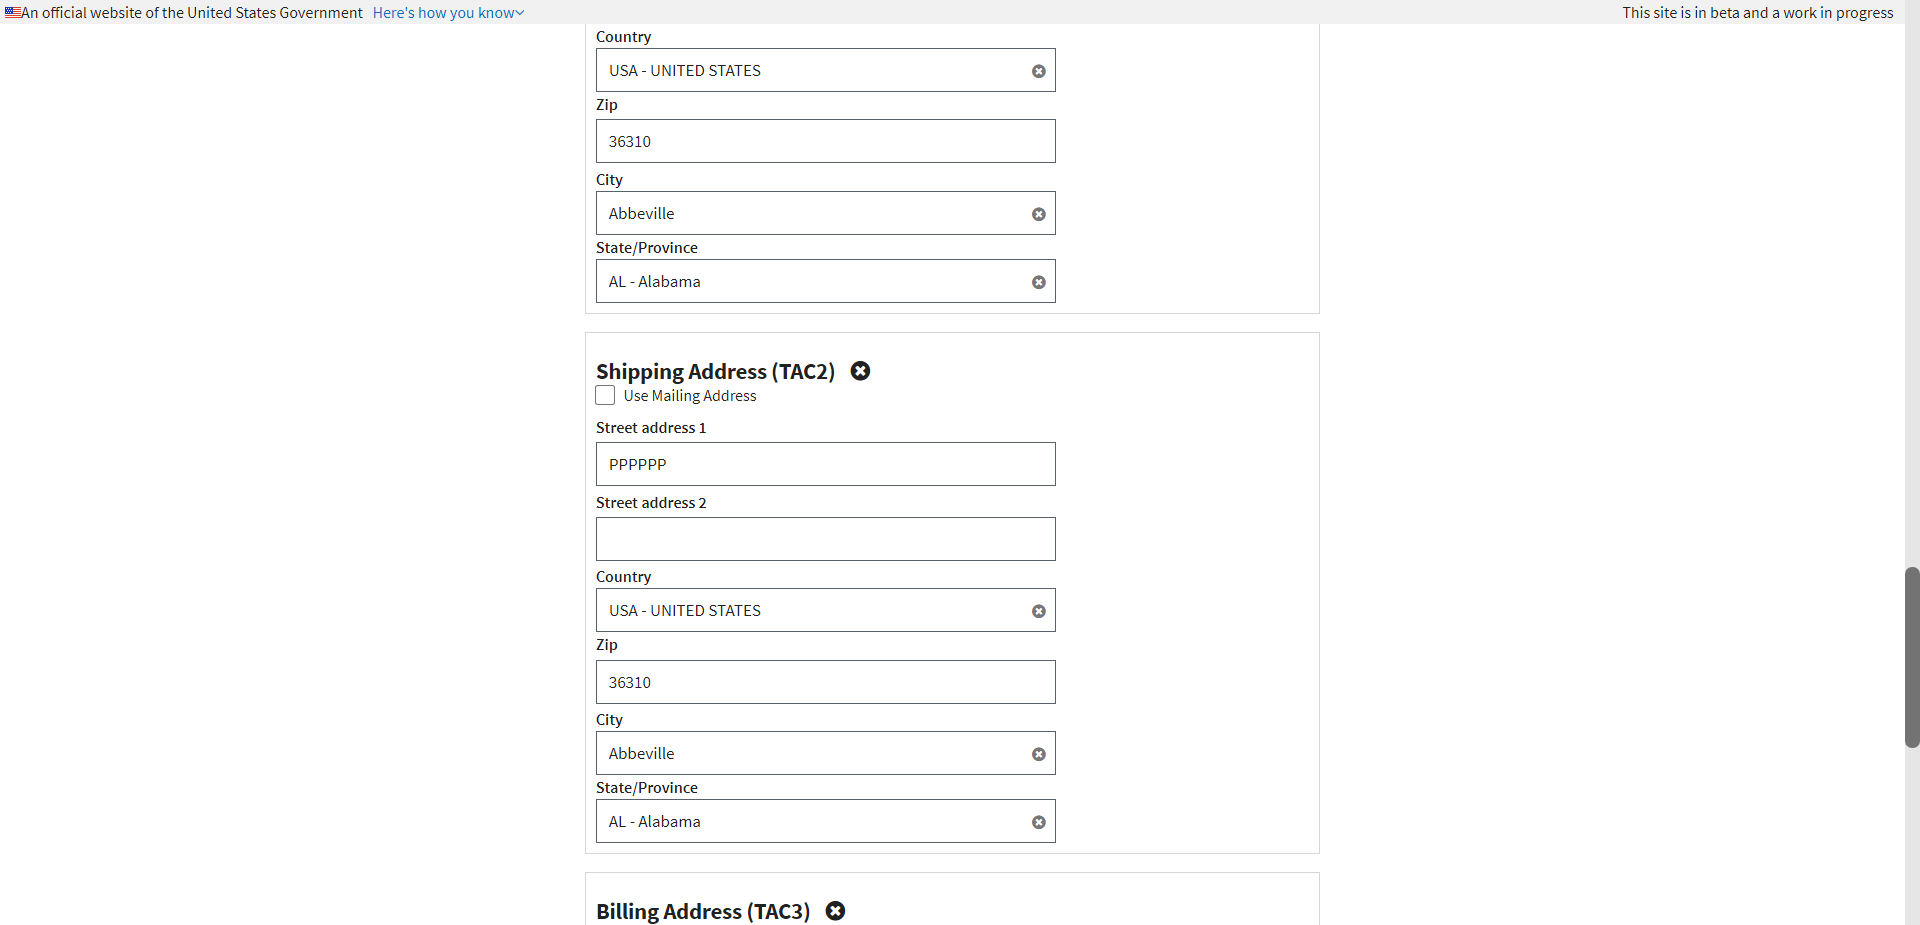 An official website of the United States Government Here's how you know This site is in beta and a work in progress
Country
USA - UNITED STATES
Zip
36310
City
Abbeville
State/Province
AL - Alabama
Shipping Address (TAC2)
Use Mailing Address
Street address 1
PPPPPP
Street address 2
Country
USA - UNITED STATES
Zip
36310
City
Abbeville
State/Province
AL - Alabama
Billing Address (TAC3)